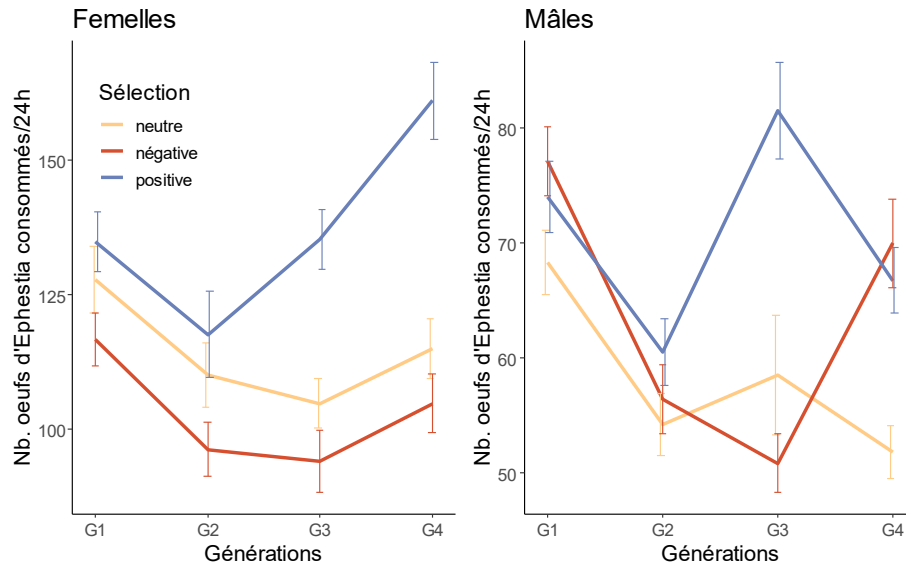 Femelles
Nb. oeufs d'Ephestia consommés/24h
150
125
100
Sélection
neutre
négative
positive
G1
G2
G3
G4
Générations
Mâles
Nb. oeufs d'Ephestia consommés/24h
80
70
60
50
G1
G2
G3
G4
Générations